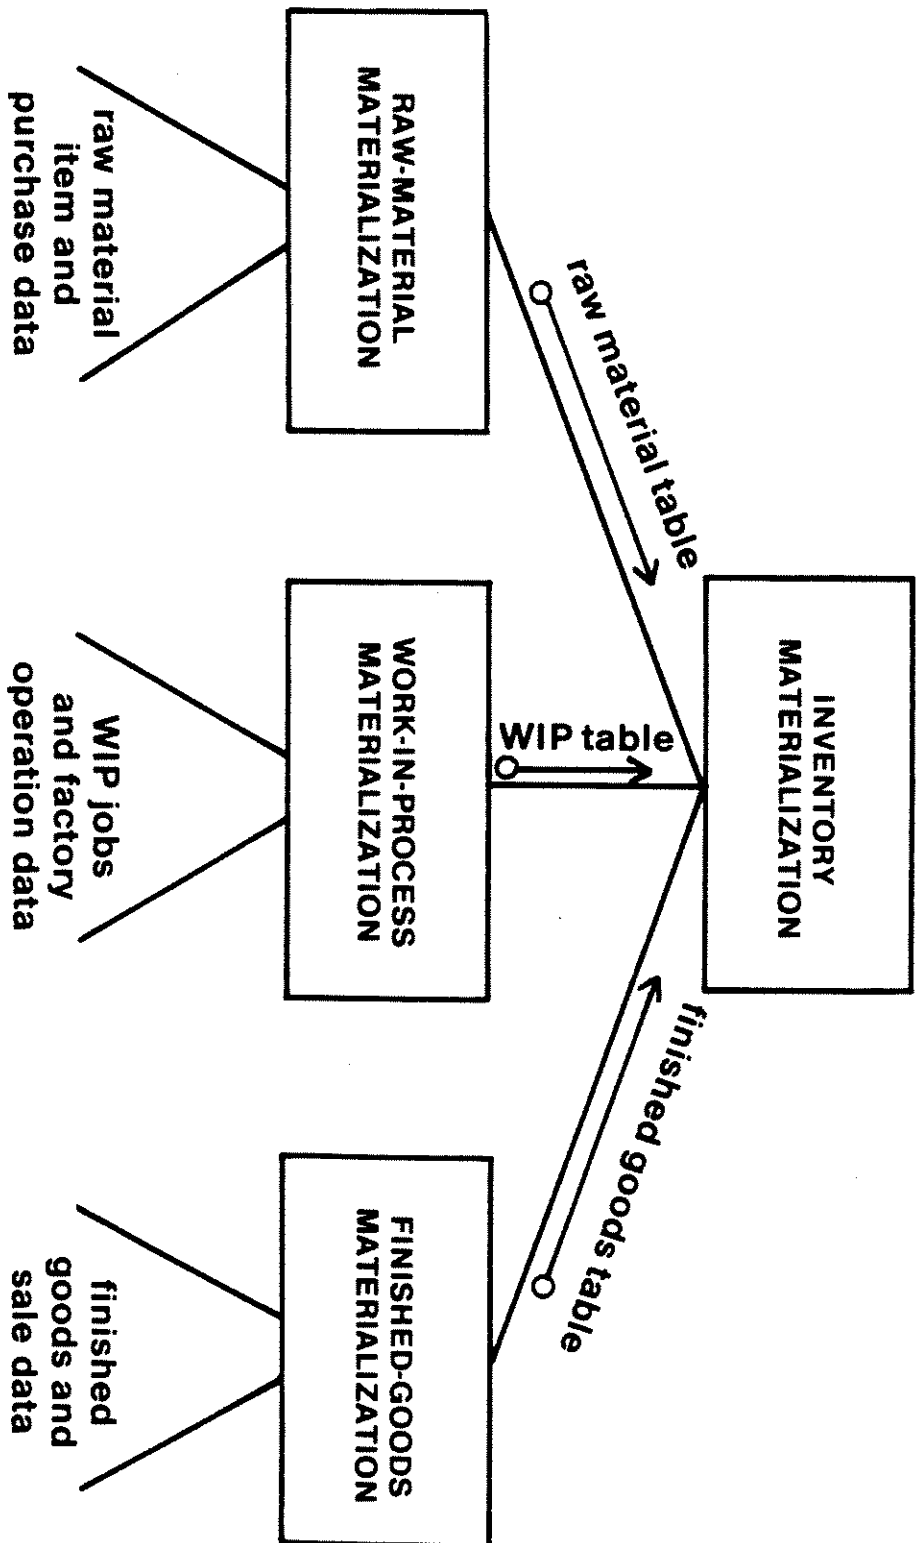 INVENTORY
MATERIALIZATION
raw material table
WIP table
finished goods table
RAW-MATERIAL
MATERIALIZATION
WORK-IN-PROCESS
MATERIALIZATION
FINISHED-GOODS
MATERIALIZATION
raw material
item and
purchase data
WIP jobs
and factory
operation data
finished
goods and
sale data